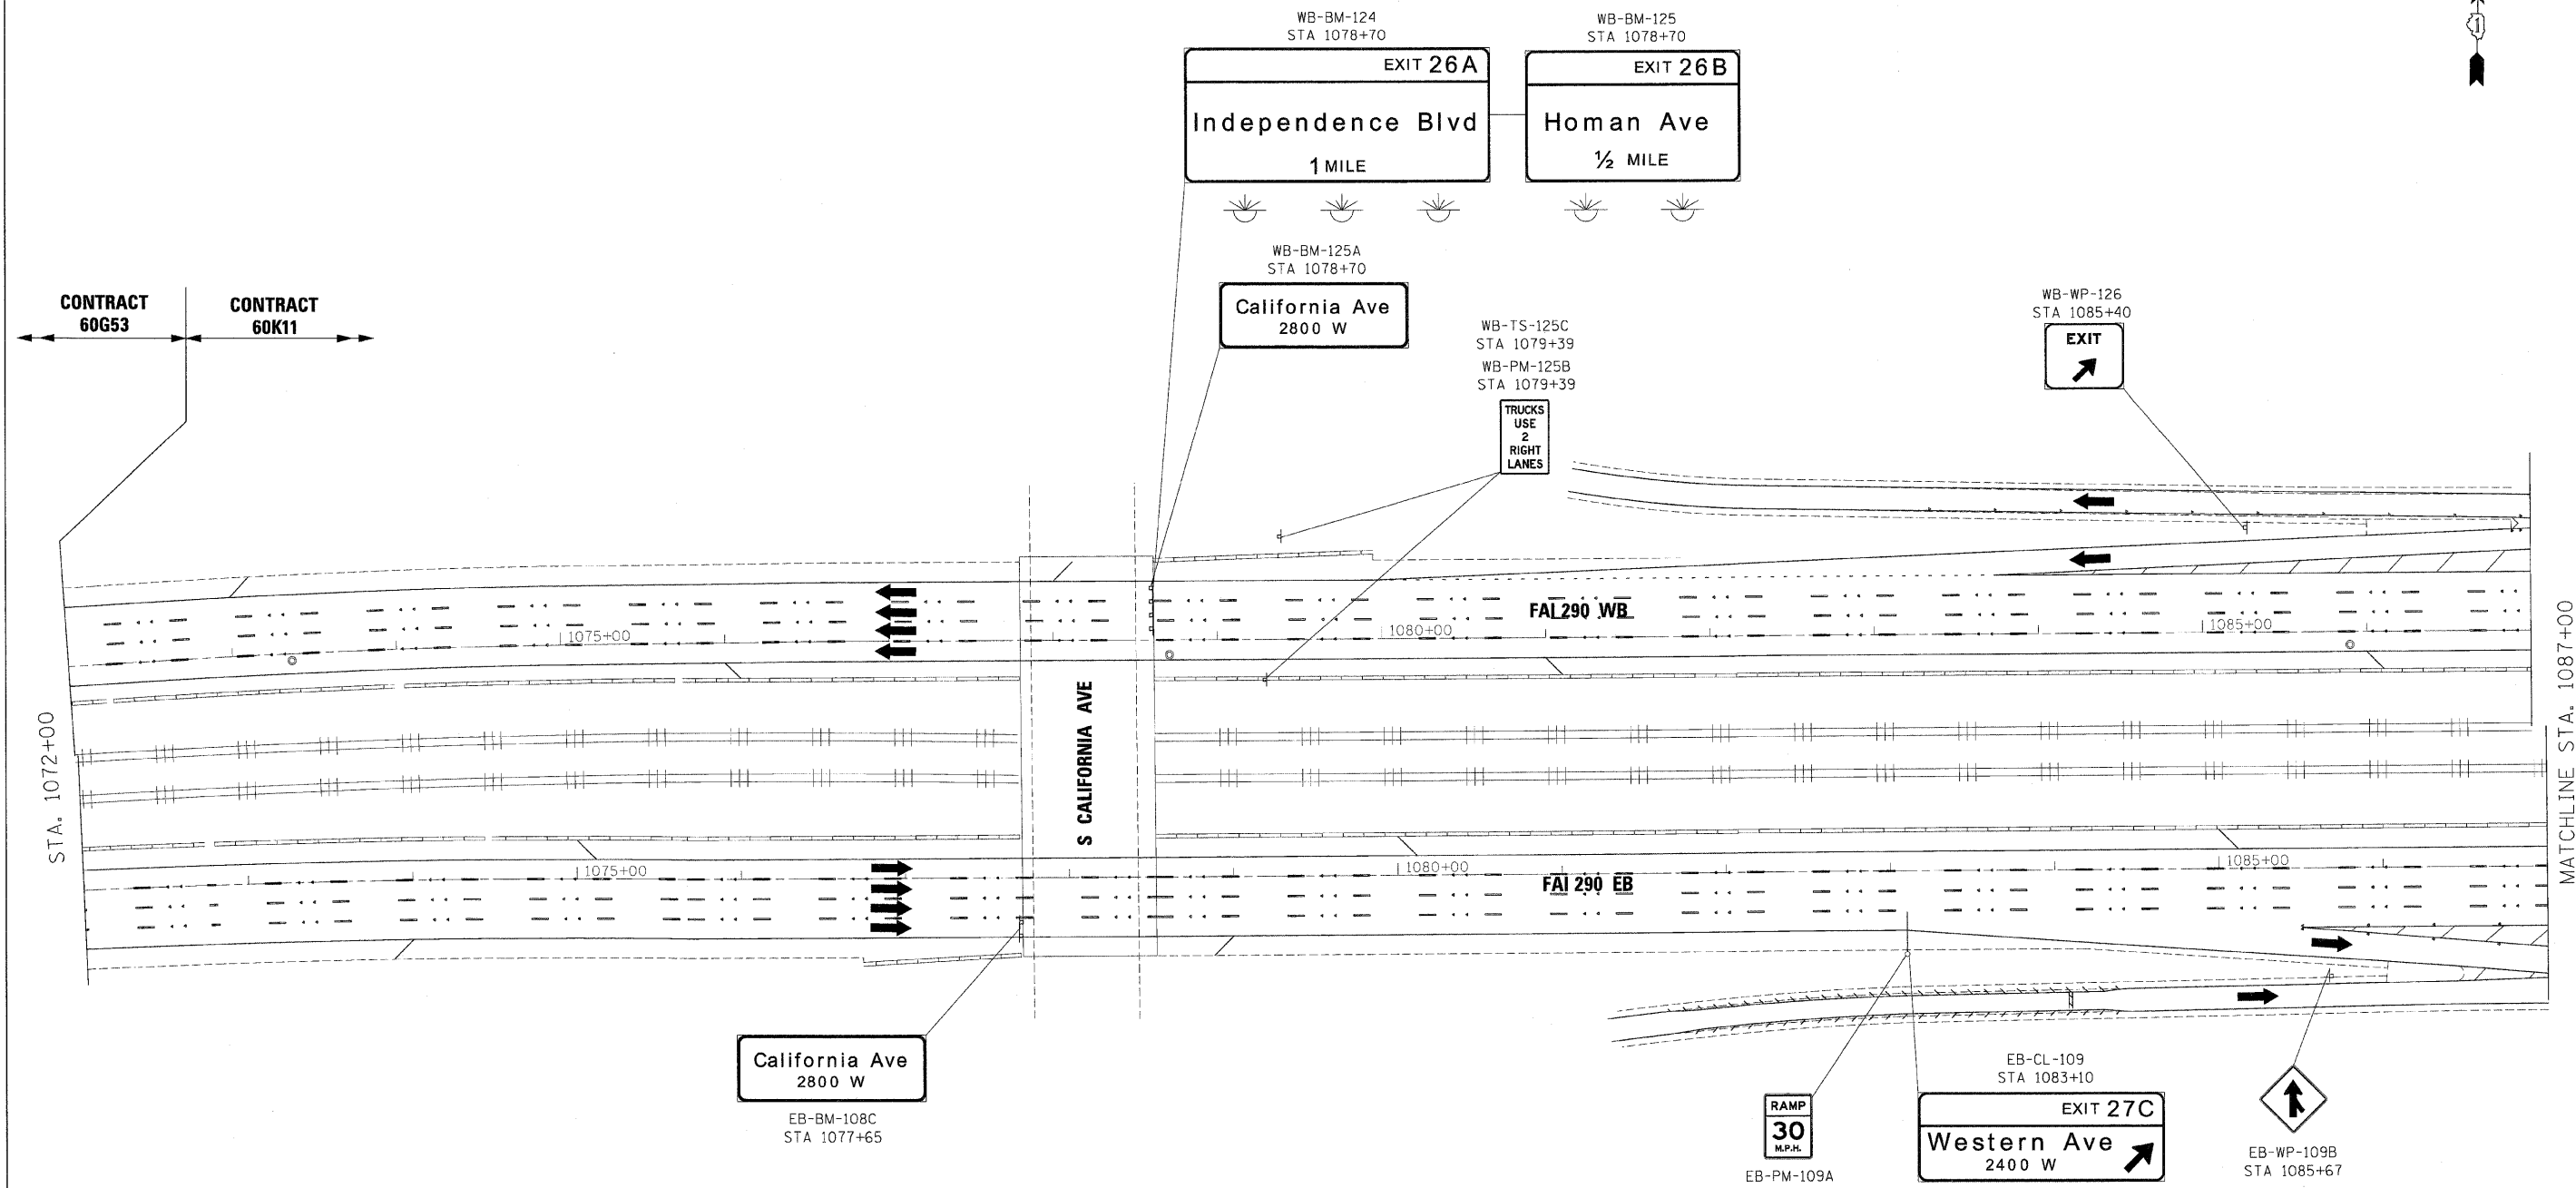 WB-BM-124
STA 1078+70
EXIT 26A
Independence Blvd
1 MILE
WB-BM-125
STA 1078+70
EXIT 26B
Homan Ave
½ MILE
1
WB-BM-125A
STA 1078+70
California Ave
2800 W
CONTRACT
60G53
CONTRACT
60K11
WB-TS-125C
STA 1079+39
WB-PM-125B
STA 1079+39
TRUCKS
USE
2
RIGHT
LANES
WB-WP-126
STA 1085+40
EXIT
FAI 290 WB
1075+00
1080+00
1085+00
STA. 1072+00
S CALIFORNIA AVE
MATCHLINE STA. 1087+00
1075+00
1080+00
1085+00
FAI 290 EB
California Ave
2800 W
EB-BM-108C
STA 1077+65
RAMP
30
M.P.H.
EB-PM-109A
EB-CL-109
STA 1083+10
EXIT 27C
Western Ave
2400 W
EB-WP-109B
STA 1085+67